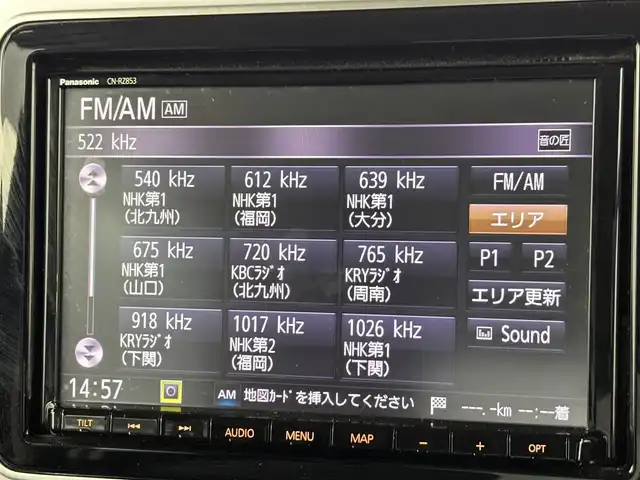 Panasonic CN-RZ853
FM/AM AM
522 kHz
音の匠
540 kHz
NHK第1
(北九州)
612 kHz
NHK第1
(福岡)
639 kHz
NHK第1
(大分)
FM/AM
エリア
675 kHz
NHK第1
(山口)
720 kHz
KBCラジオ
(北九州)
765 kHz
KRYラジオ
(周南)
P1
P2
エリア更新
918 kHz
KRYラジオ
(下関)
1017 kHz
NHK第2
(福岡)
1026 kHz
NHK第1
(下関)
Sound
14:57
AM 地図カードを挿入してください
---.-km --:--着
TILT
AUDIO
MENU
MAP
−
+
OPT